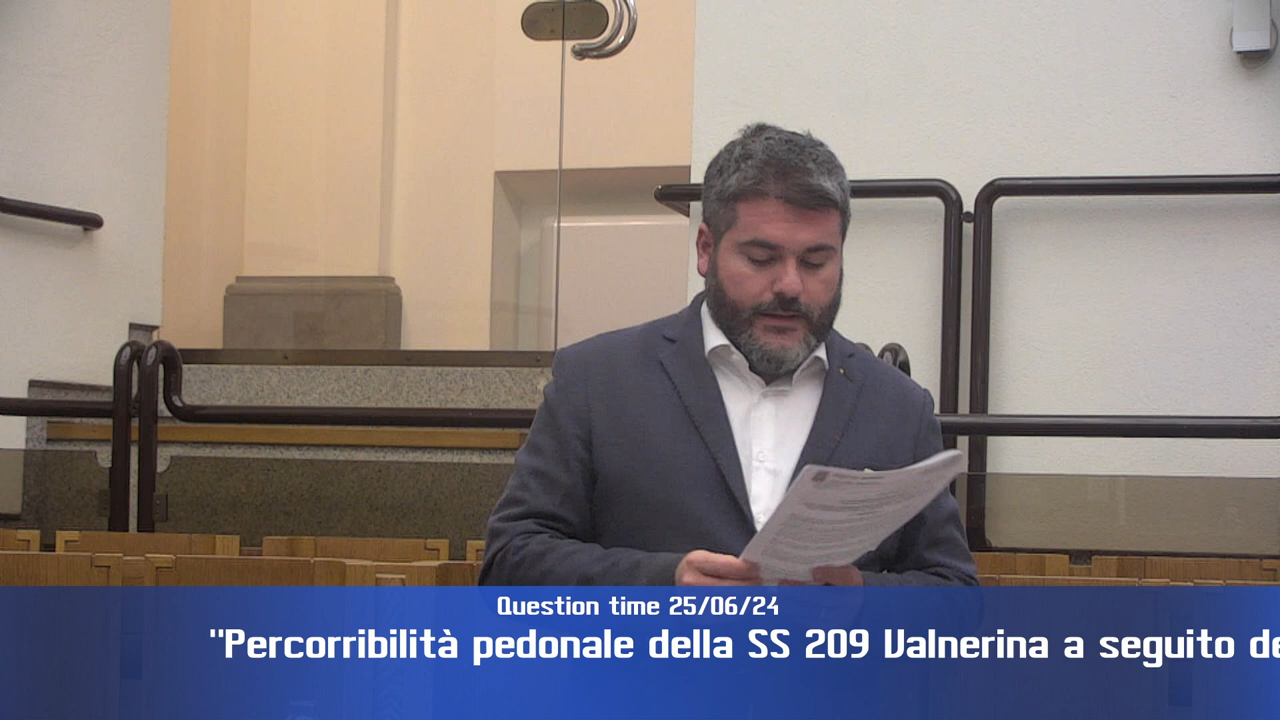 Question time 25/06/24
"Percorribilità pedonale della SS 209 Valnerina a seguito de